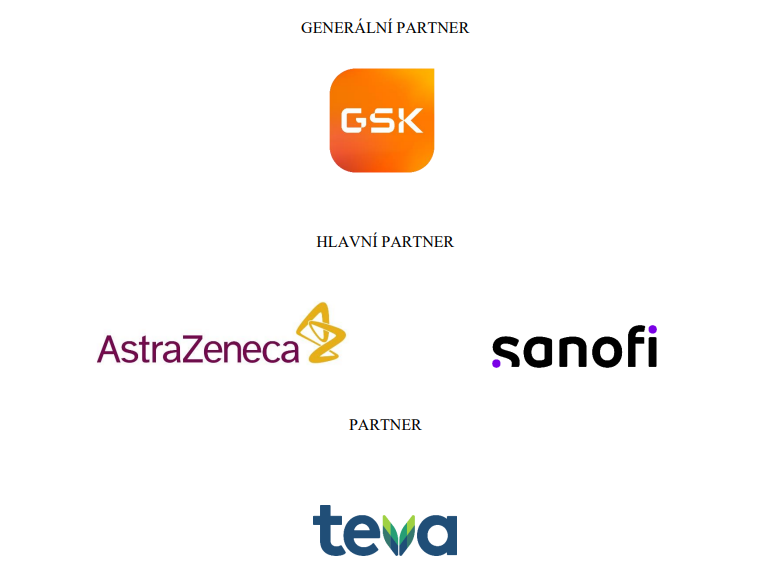 GENERÁLNÍ PARTNER
GSK
HLAVNÍ PARTNER
AstraZeneca
sanofi
PARTNER
teva